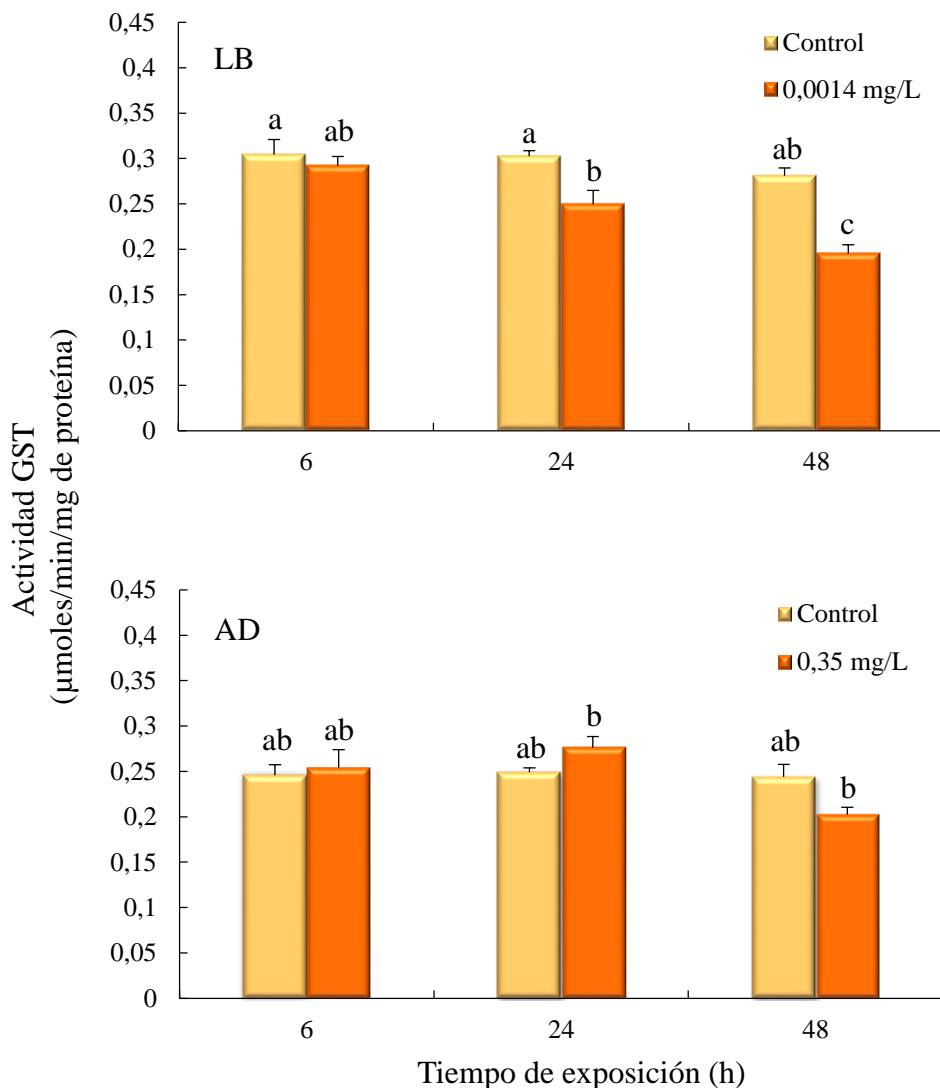 Actividad GST
(µmoles/min/mg de proteína)
0,45
0,4
0,35
0,3
0,25
0,2
0,15
0,1
0,05
0
LB
Control
0,0014 mg/L
a
ab
a
b
ab
c
6
24
48
0,45
0,4
0,35
0,3
0,25
0,2
0,15
0,1
0,05
0
AD
Control
0,35 mg/L
ab
ab
ab
b
ab
b
6
24
48
Tiempo de exposición (h)